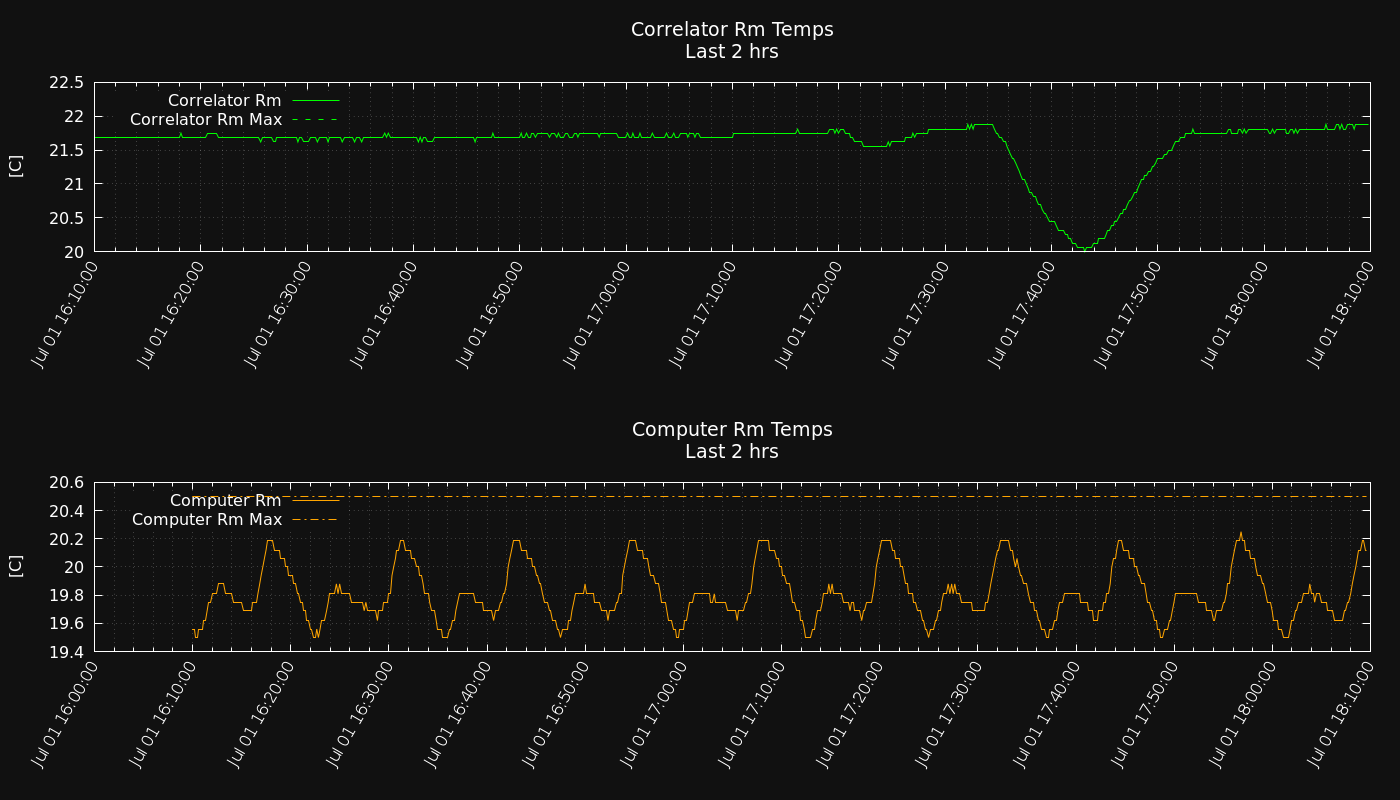 Correlator Rm Temps
Last 2 hrs
22.5
22
21.5
21
20.5
20
[C]
Correlator Rm
Correlator Rm Max
Jul 01 16:10:00
Jul 01 16:20:00
Jul 01 16:30:00
Jul 01 16:40:00
Jul 01 16:50:00
Jul 01 17:00:00
Jul 01 17:10:00
Jul 01 17:20:00
Jul 01 17:30:00
Jul 01 17:40:00
Jul 01 17:50:00
Jul 01 18:00:00
Jul 01 18:10:00
Computer Rm Temps
Last 2 hrs
20.6
20.4
20.2
20
19.8
19.6
19.4
[C]
Computer Rm
Computer Rm Max
Jul 01 16:00:00
Jul 01 16:10:00
Jul 01 16:20:00
Jul 01 16:30:00
Jul 01 16:40:00
Jul 01 16:50:00
Jul 01 17:00:00
Jul 01 17:10:00
Jul 01 17:20:00
Jul 01 17:30:00
Jul 01 17:40:00
Jul 01 17:50:00
Jul 01 18:00:00
Jul 01 18:10:00